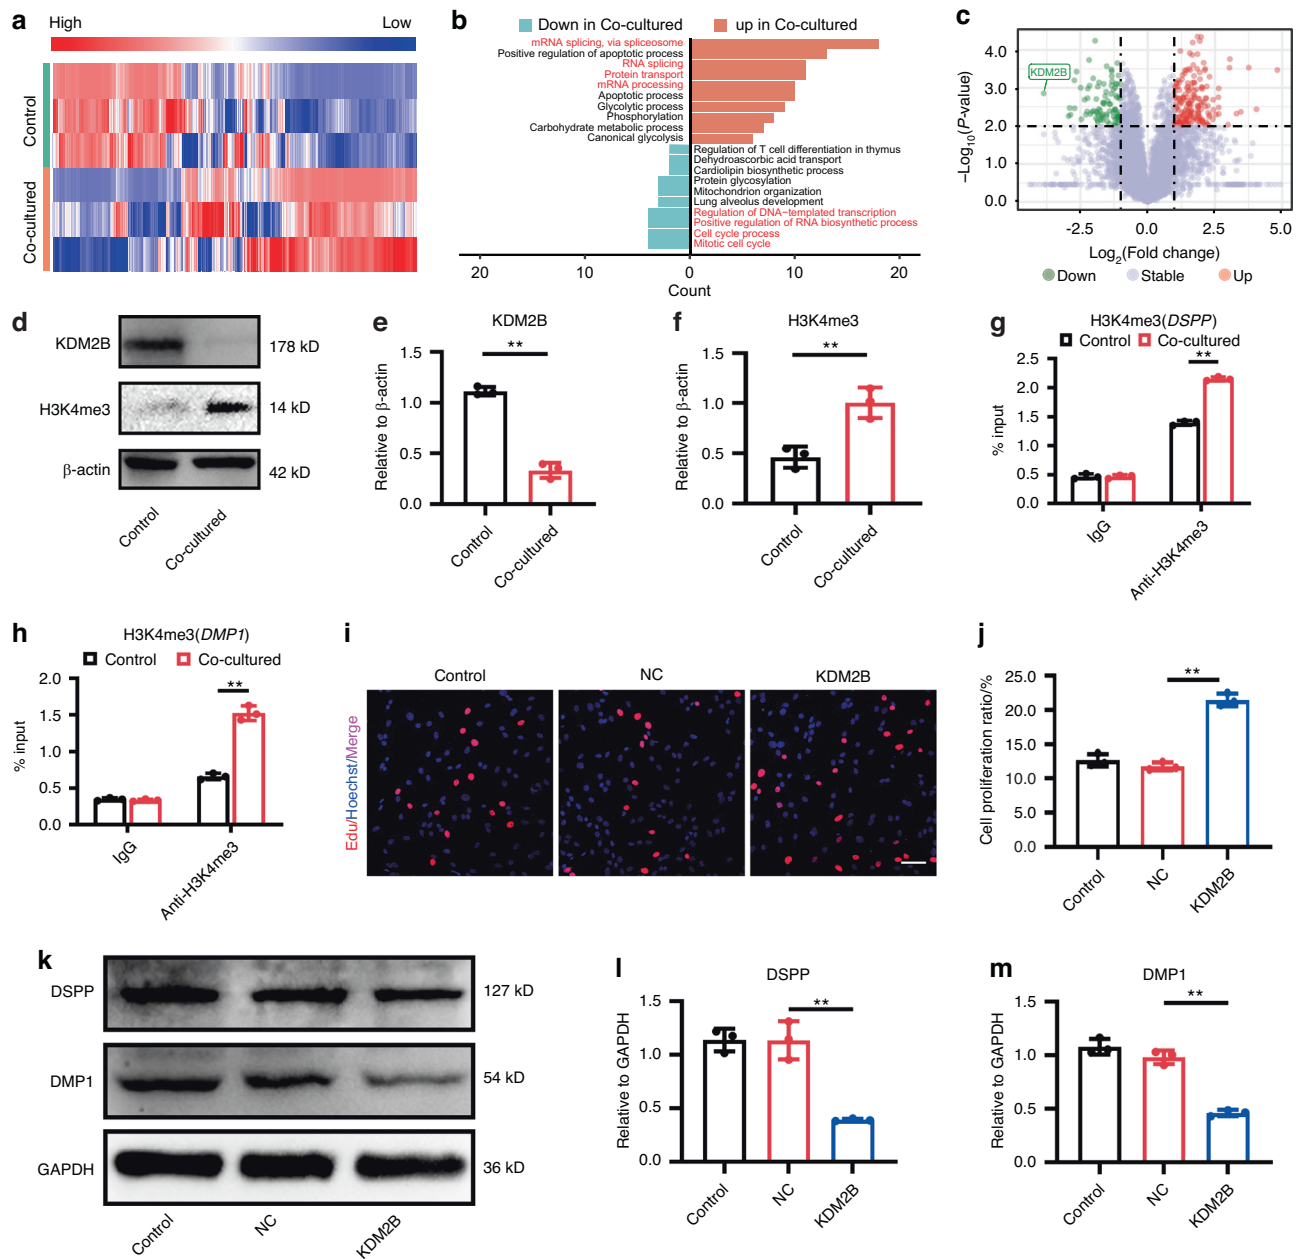 a
High Low
Control
Co-cultured
b
Down in Co-cultured up in Co-cultured
mRNA splicing, via spliceosome
Positive regulation of apoptotic process
RNA splicing
Protein transport
mRNA processing
Apoptotic process
Glycolytic process
Phosphorylation
Carbohydrate metabolic process
Canonical glycolysis
Regulation of T cell differentiation in thymus
Dehydroascorbic acid transport
Cardiolipin biosynthetic process
Protein glycosylation
Mitochondrion organization
Lung alveolus development
Regulation of DNA−templated transcription
Positive regulation of RNA biosynthetic process
Cell cycle process
Mitotic cell cycle
20 10 0 10 20
Count
c
−Log10(P-value)
4.0
3.0
2.0
1.0
0.0
KDM2B
-2.5 0.0 2.5 5.0
Log2(Fold change)
Down Stable Up
d
KDM2B 178 kD
H3K4me3 14 kD
β-actin 42 kD
Control Co-cultured
e
KDM2B
Relative to β-actin
1.5
1.0
0.5
0.0
**
Control Co-cultured
f
H3K4me3
Relative to β-actin
1.5
1.0
0.5
0.0
**
Control Co-cultured
g
H3K4me3(DSPP)
Control Co-cultured
% input
2.5
2.0
1.5
1.0
0.5
0.0
**
IgG Anti-H3K4me3
h
H3K4me3(DMP1)
Control Co-cultured
% input
2.0
1.5
1.0
0.5
0.0
**
IgG Anti-H3K4me3
i
Control NC KDM2B
Edu/Hoechst/Merge
j
Cell proliferation ratio/%
25.0
20.0
15.0
10.0
5.0
0.0
**
Control NC KDM2B
k
DSPP 127 kD
DMP1 54 kD
GAPDH 36 kD
Control NC KDM2B
l
DSPP
Relative to GAPDH
1.5
1.0
0.5
0.0
**
Control NC KDM2B
m
DMP1
Relative to GAPDH
1.5
1.0
0.5
0.0
**
Control NC KDM2B